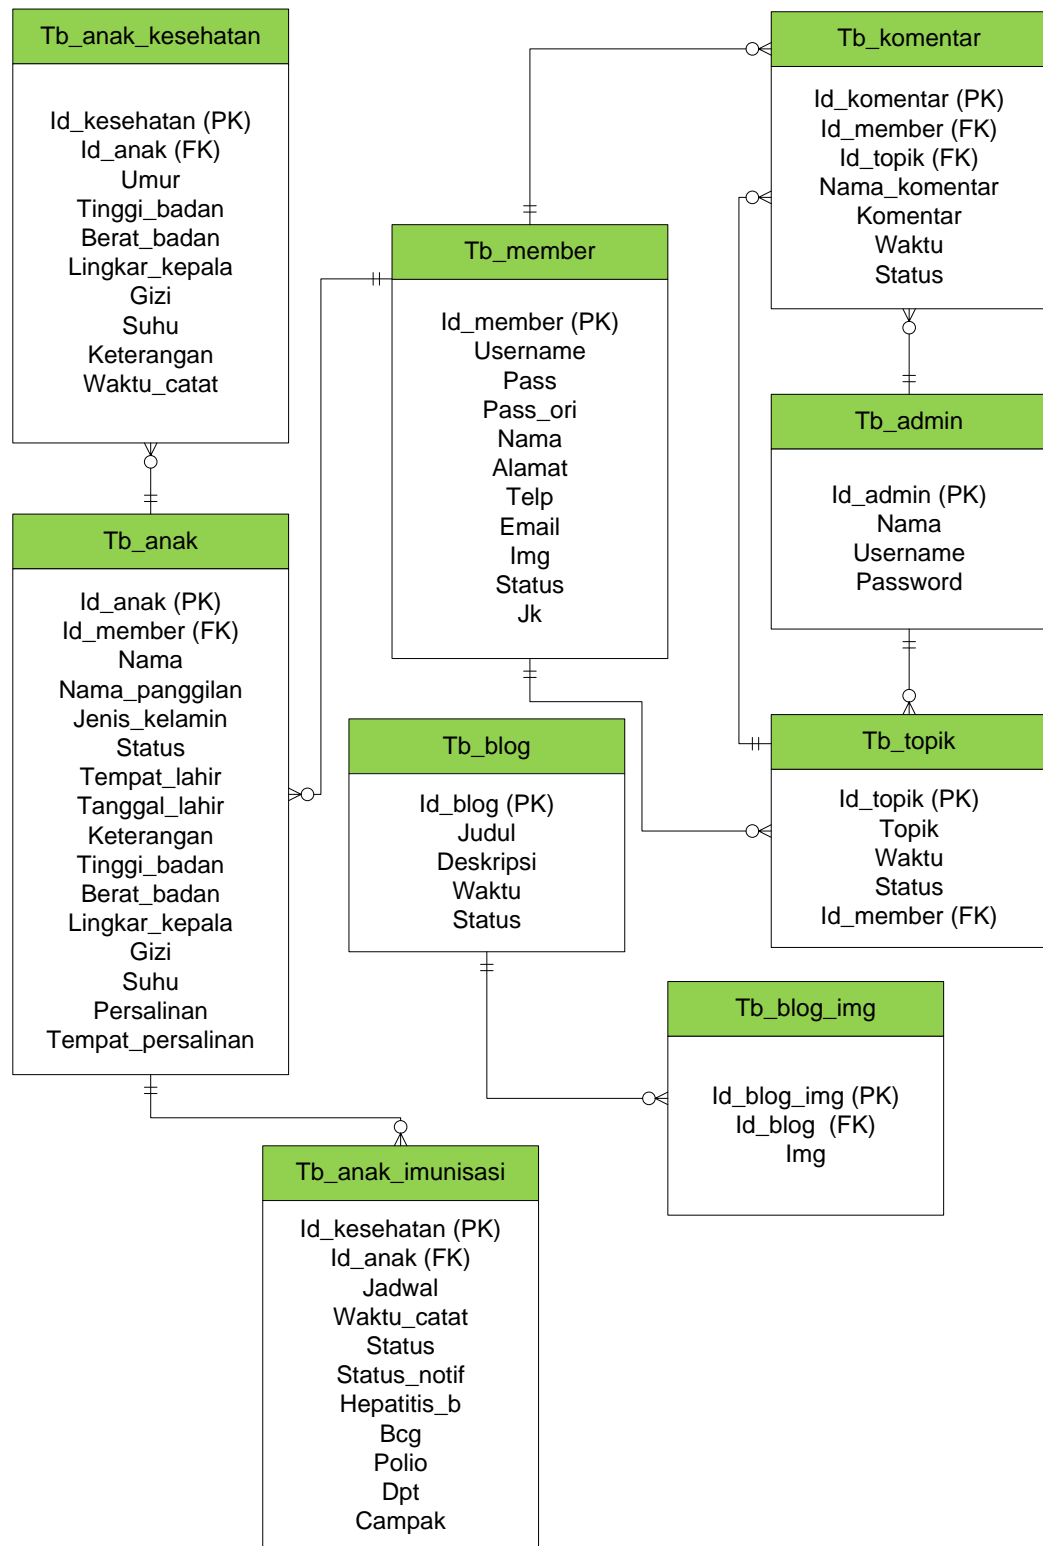 Tb_anak_kesehatan
Id_kesehatan (PK)
Id_anak (FK)
Umur
Tinggi_badan
Berat_badan
Lingkar_kepala
Gizi
Suhu
Keterangan
Waktu_catat
Tb_komentar
Id_komentar (PK)
Id_member (FK)
Id_topik (FK)
Nama_komentar
Komentar
Waktu
Status
Tb_member
Id_member (PK)
Username
Pass
Pass_ori
Nama
Alamat
Telp
Email
Img
Status
Jk
Tb_admin
Id_admin (PK)
Nama
Username
Password
Tb_anak
Id_anak (PK)
Id_member (FK)
Nama
Nama_panggilan
Jenis_kelamin
Status
Tempat_lahir
Tanggal_lahir
Keterangan
Tinggi_badan
Berat_badan
Lingkar_kepala
Gizi
Suhu
Persalinan
Tempat_persalinan
Tb_blog
Id_blog (PK)
Judul
Deskripsi
Waktu
Status
Tb_topik
Id_topik (PK)
Topik
Waktu
Status
Id_member (FK)
Tb_blog_img
Id_blog_img (PK)
Id_blog  (FK)
Img
Tb_anak_imunisasi
Id_kesehatan (PK)
Id_anak (FK)
Jadwal
Waktu_catat
Status
Status_notif
Hepatitis_b
Bcg
Polio
Dpt
Campak